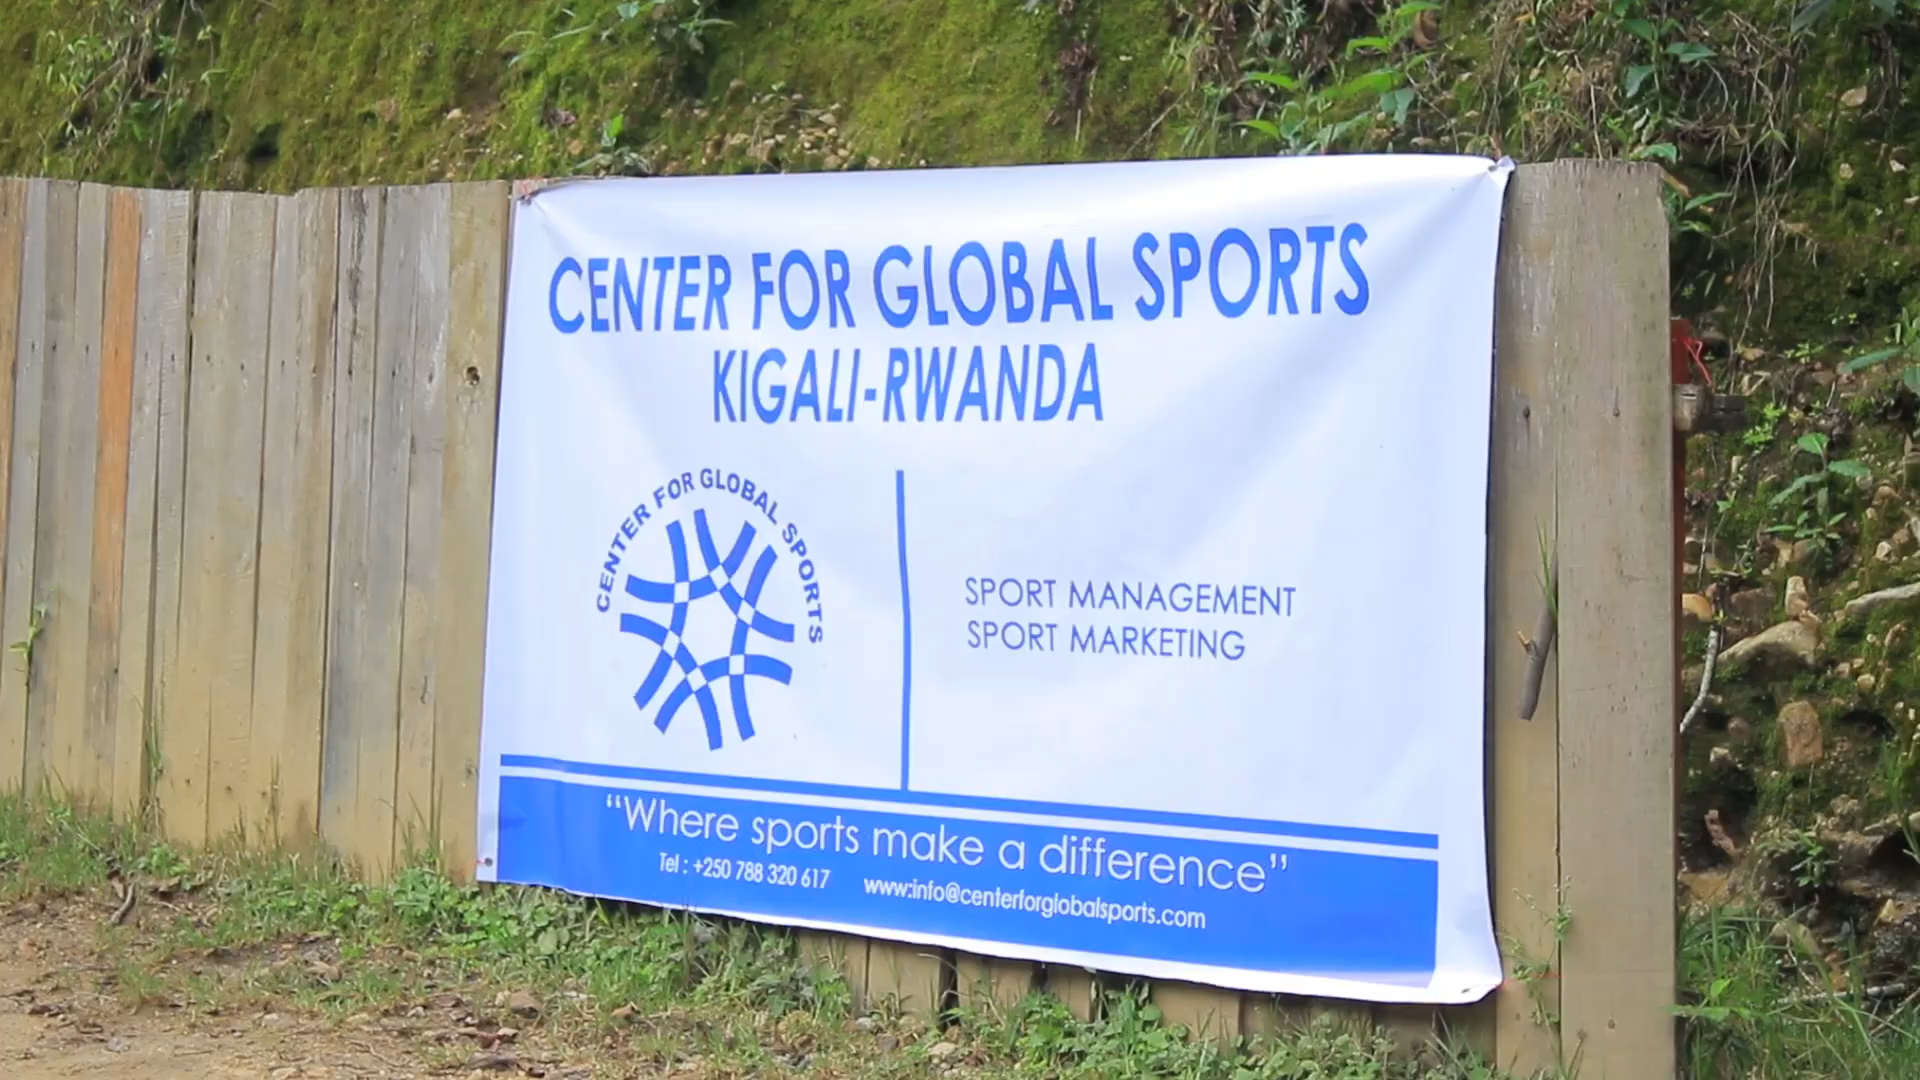 CENTER FOR GLOBAL SPORTS
KIGALI-RWANDA
CENTER FOR GLOBAL SPORTS
SPORT MANAGEMENT
SPORT MARKETING
“Where sports make a difference”
Tel : +250 788 320 617 www:info@centerforglobalsports.com